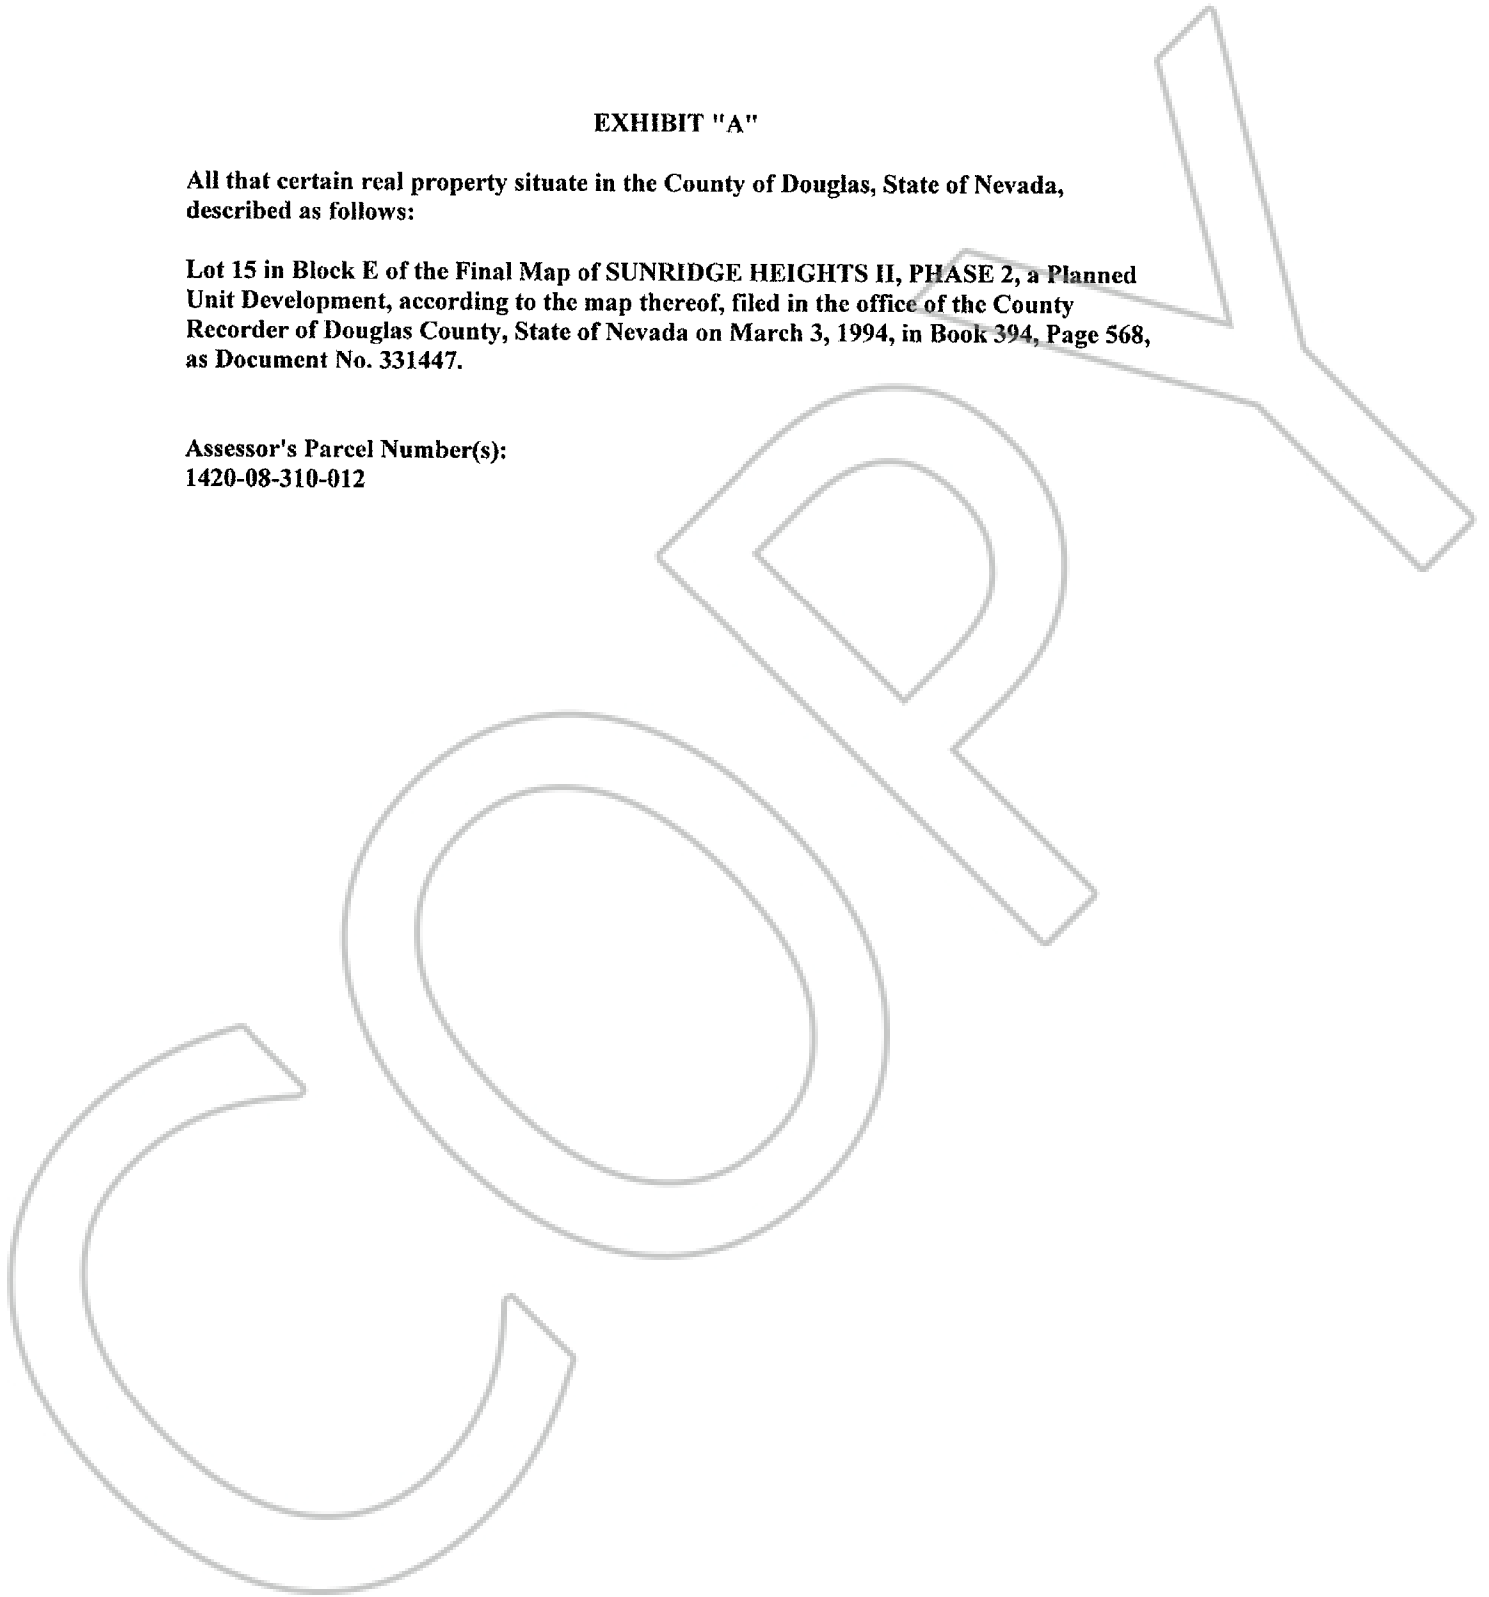 EXHIBIT "A"
All that certain real property situate in the County of Douglas, State of Nevada,
described as follows:
Lot 15 in Block E of the Final Map of SUNRIDGE HEIGHTS II, PHASE 2, a Planned
Unit Development, according to the map thereof, filed in the office of the County
Recorder of Douglas County, State of Nevada on March 3, 1994, in Book 394, Page 568,
as Document No. 331447.
Assessor's Parcel Number(s):
1420-08-310-012
COPY